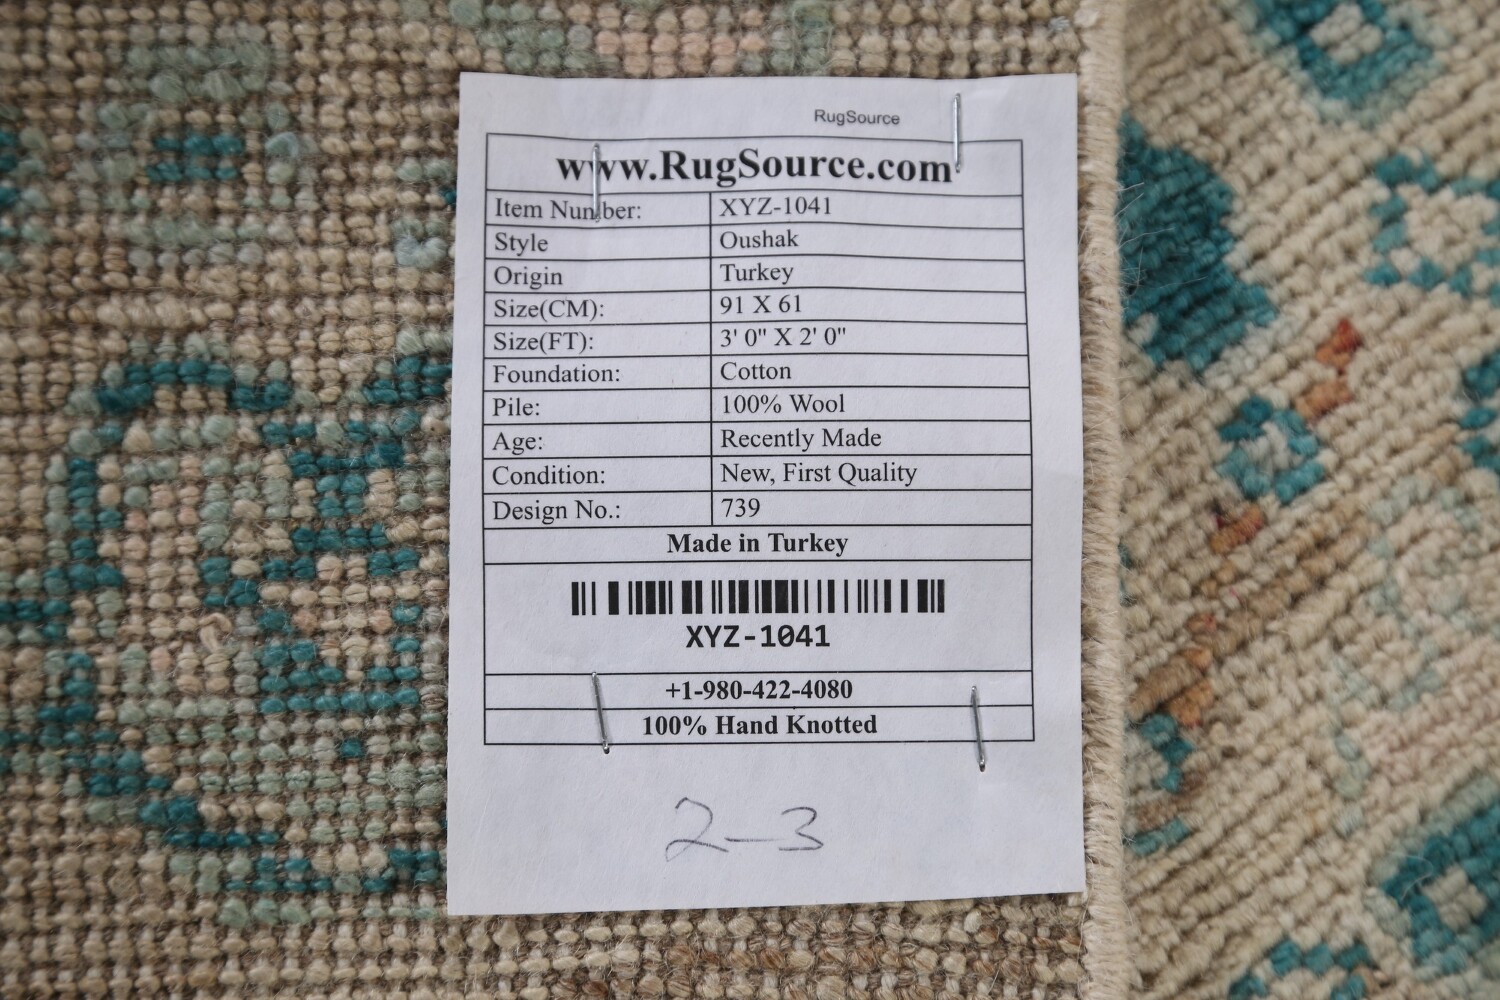 RugSource
www.RugSource.com
Item Number: XYZ-1041
Style Oushak
Origin Turkey
Size(CM): 91 X 61
Size(FT): 3' 0" X 2' 0"
Foundation: Cotton
Pile: 100% Wool
Age: Recently Made
Condition: New, First Quality
Design No.: 739
Made in Turkey
XYZ-1041
+1-980-422-4080
100% Hand Knotted
2-3